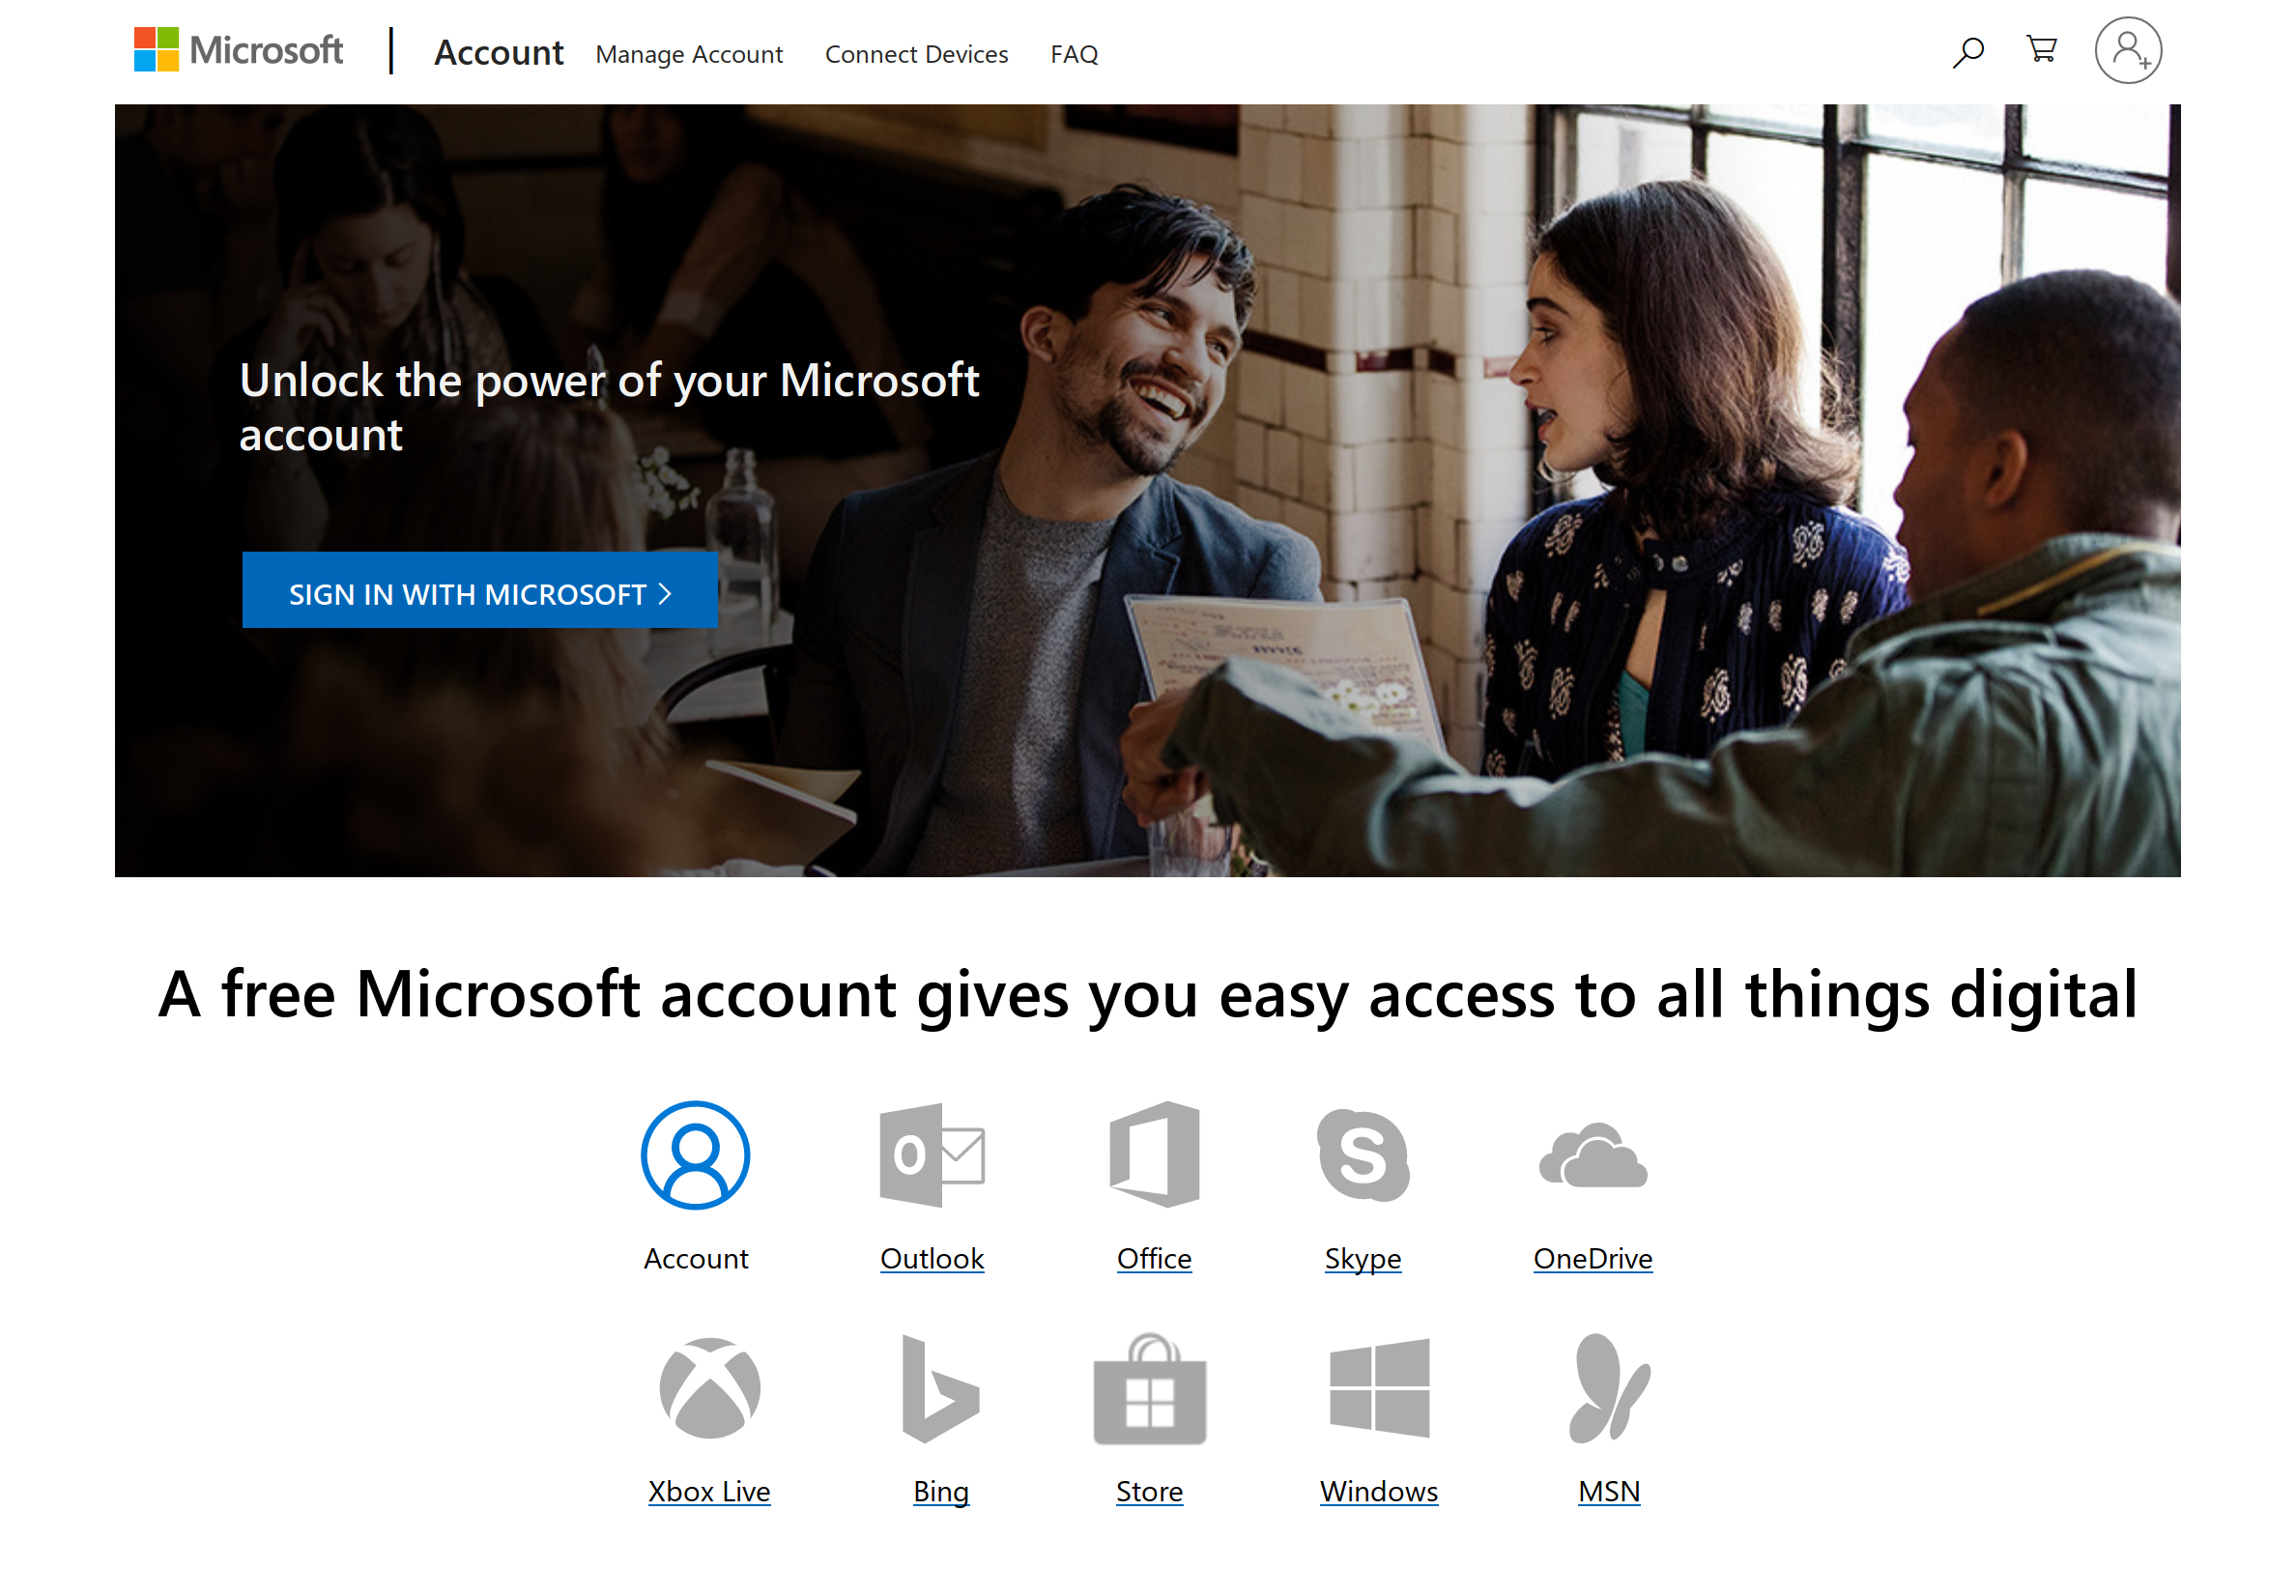 Microsoft
Account
Manage Account
Connect Devices
FAQ
Unlock the power of your Microsoft
account
SIGN IN WITH MICROSOFT
A free Microsoft account gives you easy access to all things digital
Account
Outlook
Office
Skype
OneDrive
Xbox Live
Bing
Store
Windows
MSN